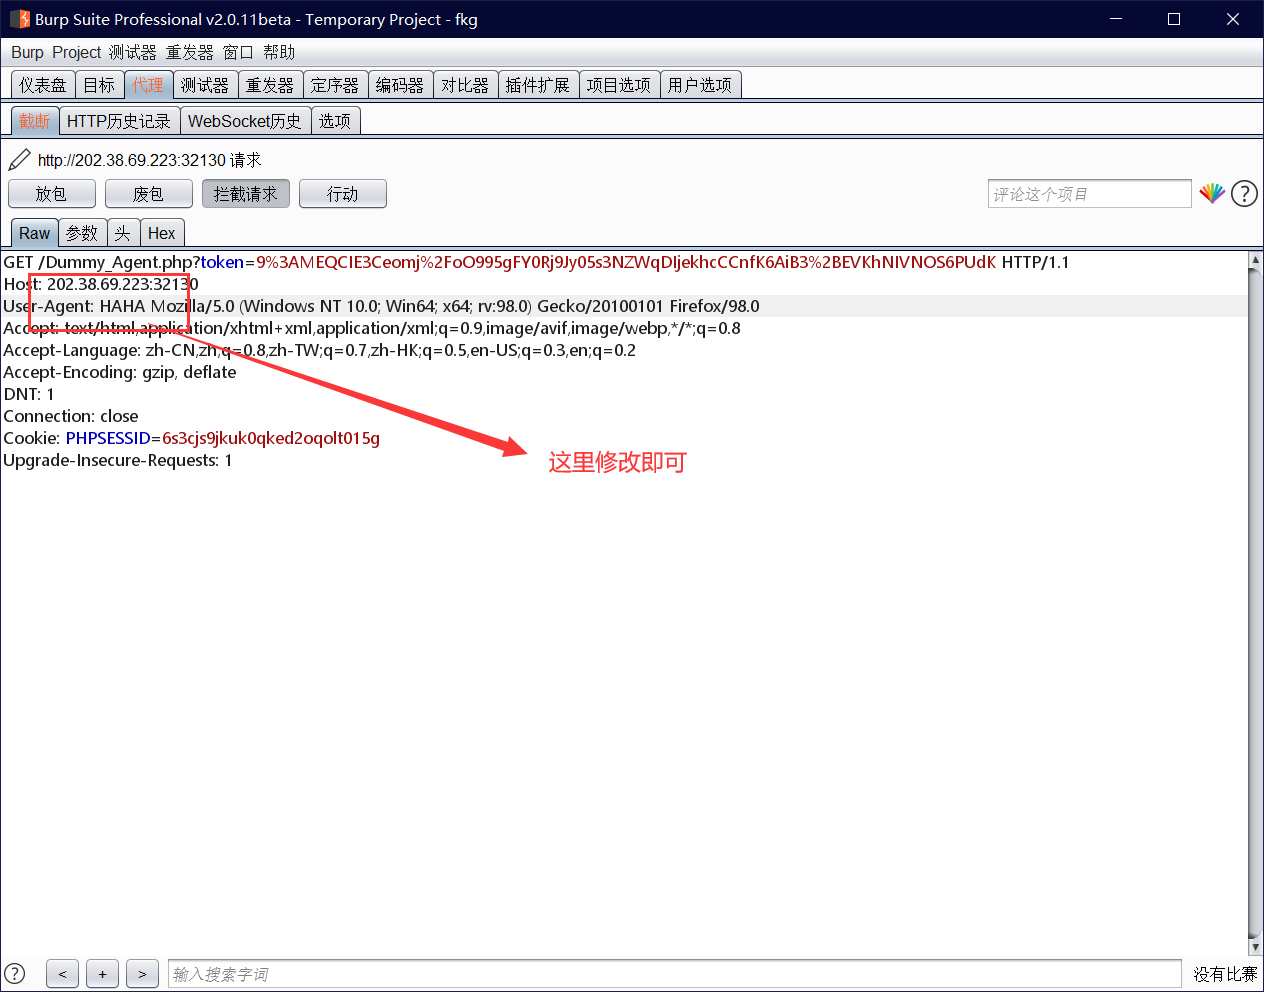 Burp Suite Professional v2.0.11beta - Temporary Project - fkg
Burp Project 测试器 重发器 窗口 帮助
仪表盘 目标 代理 测试器 重发器 定序器 编码器 对比器 插件扩展 项目选项 用户选项
截断 HTTP历史记录 WebSocket历史 选项
http://202.38.69.223:32130 请求
放包 废包 拦截请求 行动 评论这个项目 ?
Raw 参数 头 Hex
GET /Dummy_Agent.php?token=9%3AMEQCIE3Ceomj%2FoO995gFY0Rj9Jy05s3NZWqDIjekhcCCnfK6AiB3%2BEVKhNIVNOS6PUdK HTTP/1.1
Host: 202.38.69.223:32130
User-Agent: HAHA Mozilla/5.0 (Windows NT 10.0; Win64; x64; rv:98.0) Gecko/20100101 Firefox/98.0
Accept: text/html,application/xhtml+xml,application/xml;q=0.9,image/avif,image/webp,*/*;q=0.8
Accept-Language: zh-CN,zh;q=0.8,zh-TW;q=0.7,zh-HK;q=0.5,en-US;q=0.3,en;q=0.2
Accept-Encoding: gzip, deflate
DNT: 1
Connection: close
Cookie: PHPSESSID=6s3cjs9jkuk0qked2oqolt015g
Upgrade-Insecure-Requests: 1
这里修改即可
? < + > 输入搜索字词 没有比赛